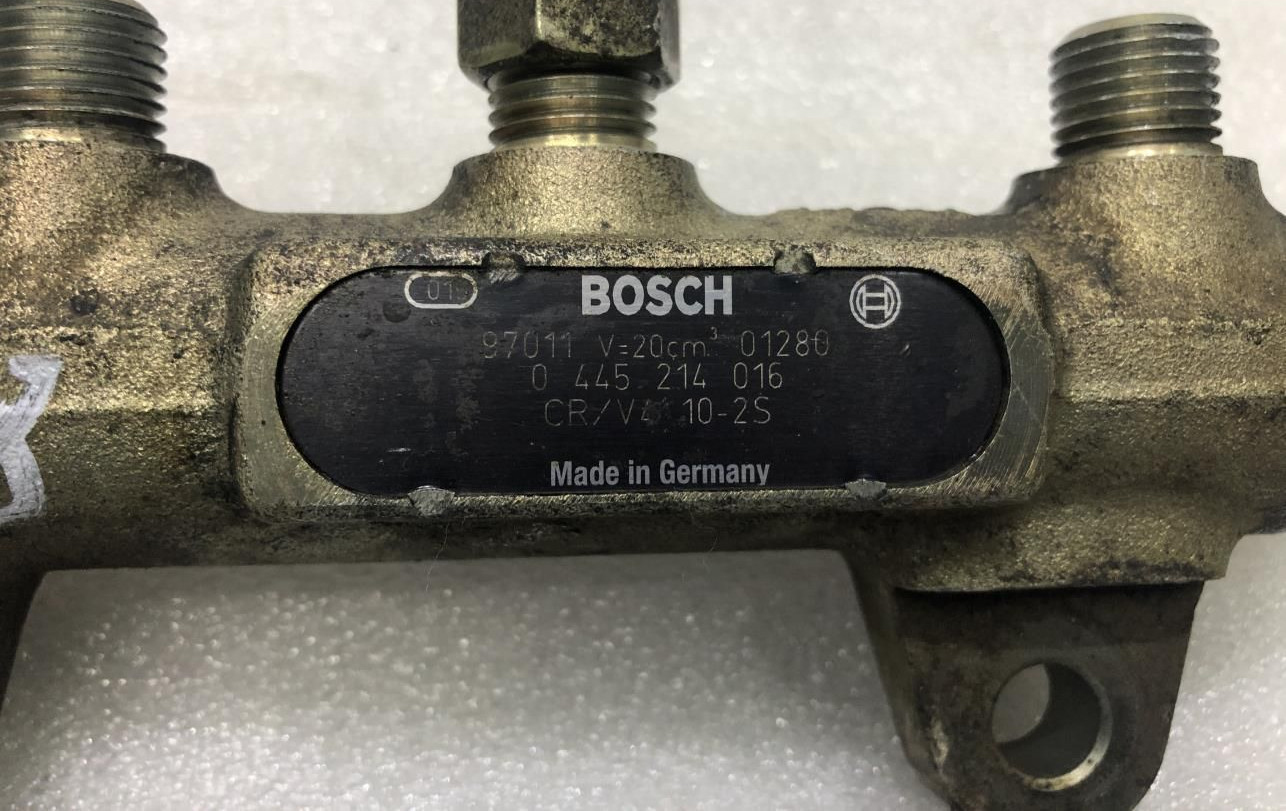 01 BOSCH
97011 V=20cm³ 01280
0 445 214 016
CR/V4 10-2S
Made in Germany